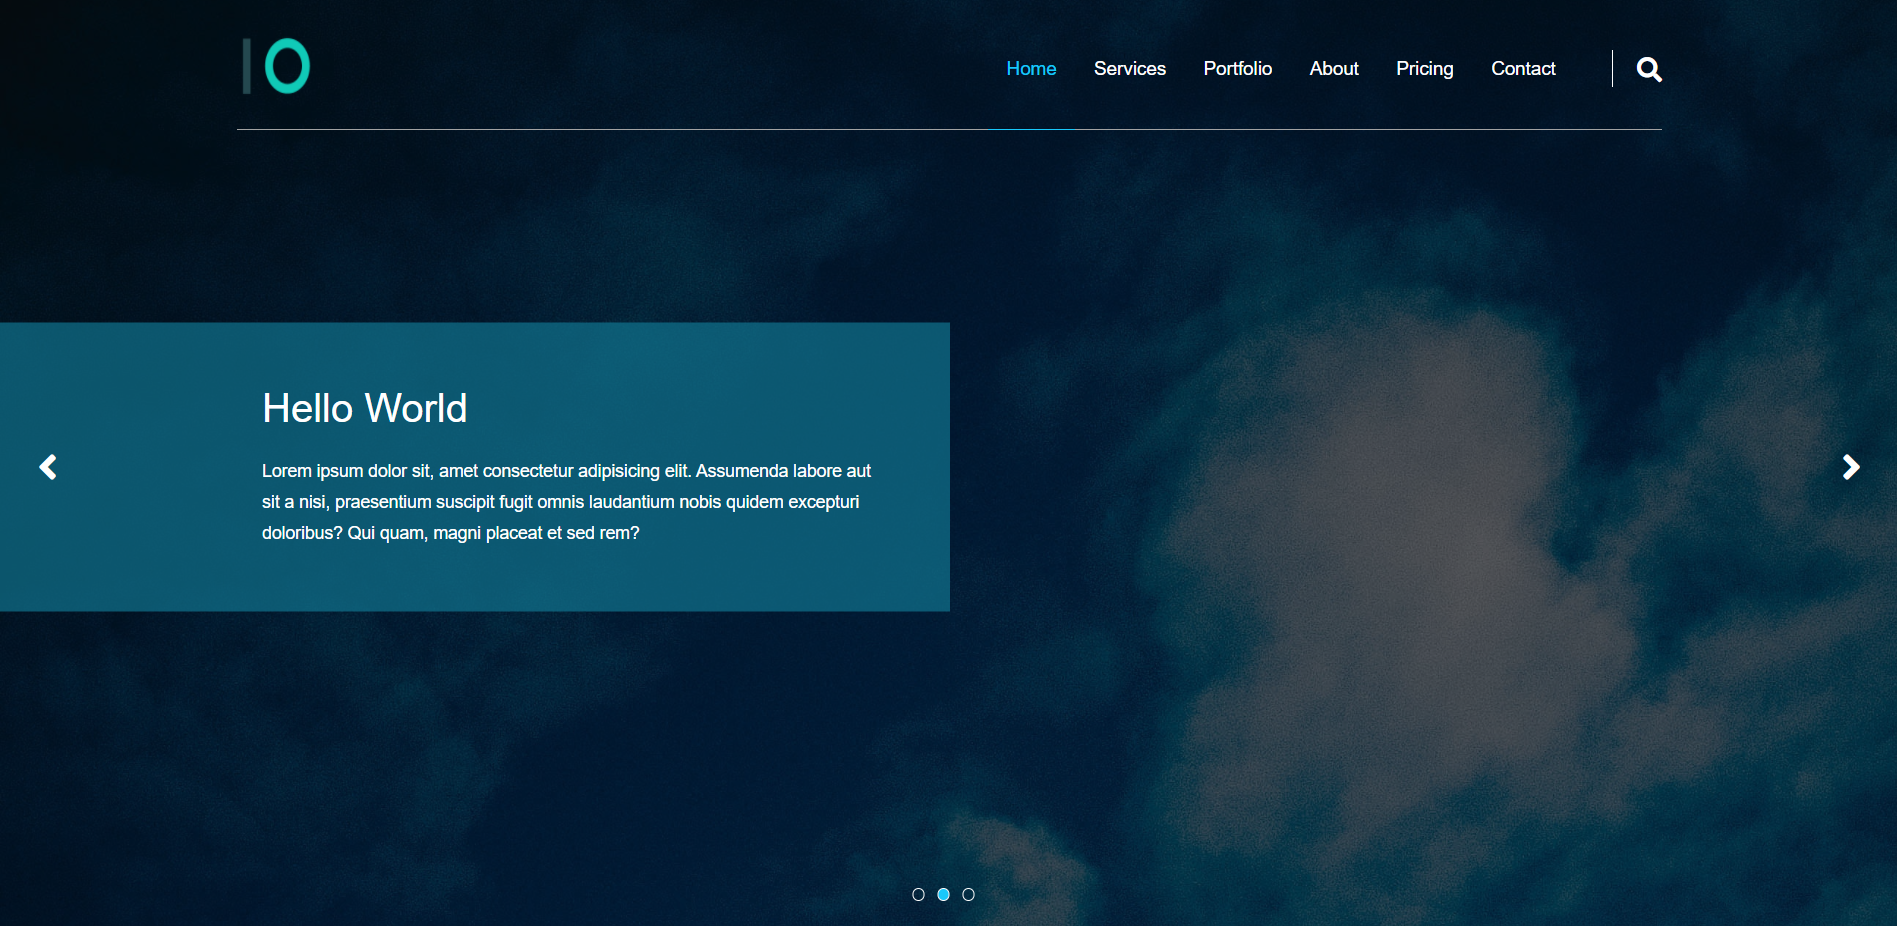 IO
Home Services Portfolio About Pricing Contact
Hello World
Lorem ipsum dolor sit, amet consectetur adipisicing elit. Assumenda labore aut
sit a nisi, praesentium suscipit fugit omnis laudantium nobis quidem excepturi
doloribus? Qui quam, magni placeat et sed rem?